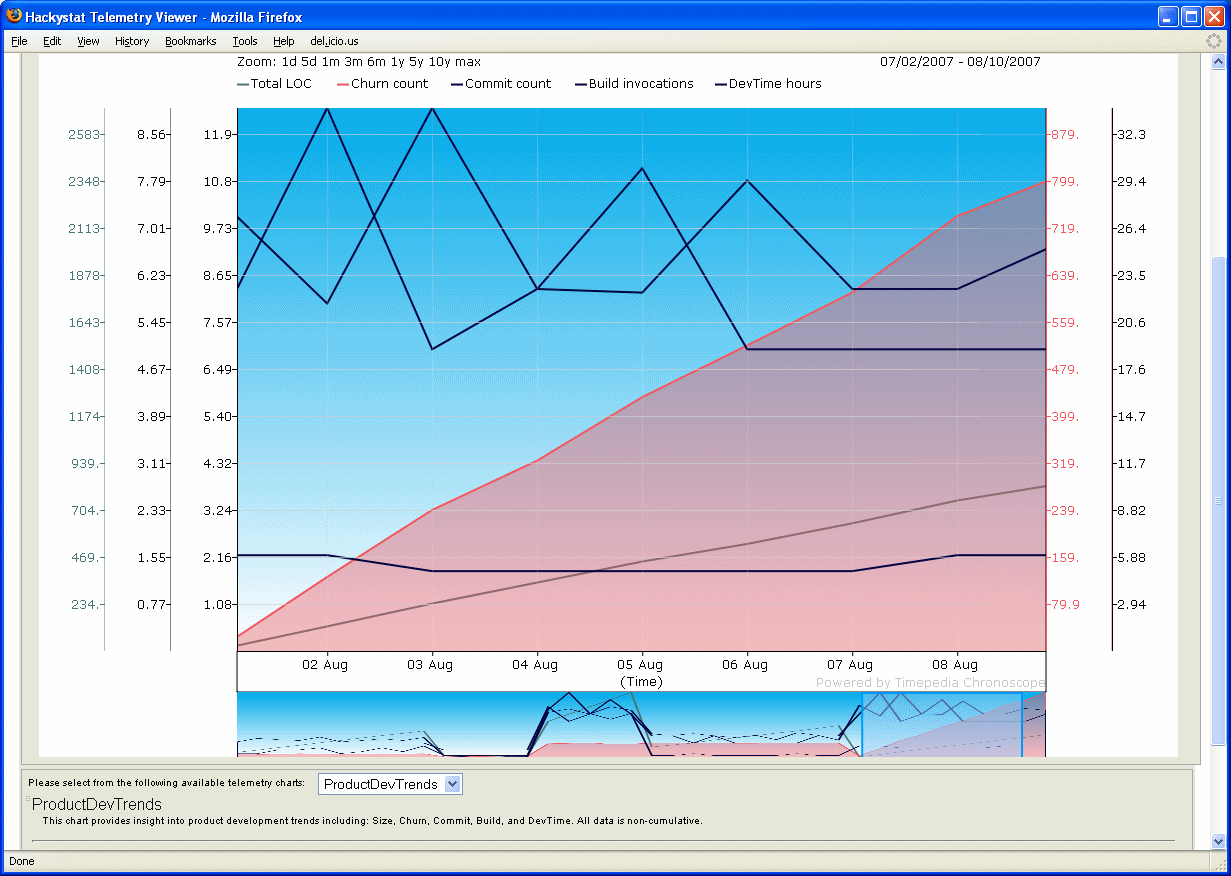 Hackystat Telemetry Viewer - Mozilla Firefox
File Edit View History Bookmarks Tools Help del.icio.us
Zoom: 1d 5d 1m 3m 6m 1y 5y 10y max 07/02/2007 - 08/10/2007
Total LOC Churn count Commit count Build invocations DevTime hours
2583 8.56 11.9 879. 32.3
2348 7.79 10.8 799. 29.4
2113 7.01 9.73 719. 26.4
1878 6.23 8.65 639. 23.5
1643 5.45 7.57 559. 20.6
1408 4.67 6.49 479. 17.6
1174 3.89 5.40 399. 14.7
939. 3.11 4.32 319. 11.7
704. 2.33 3.24 239. 8.82
469. 1.55 2.16 159. 5.88
234. 0.77 1.08 79.9 2.94
02 Aug 03 Aug 04 Aug 05 Aug 06 Aug 07 Aug 08 Aug
(Time)
Powered by Timepedia Chronoscope
Please select from the following available telemetry charts: ProductDevTrends
ProductDevTrends
This chart provides insight into product development trends including: Size, Churn, Commit, Build, and DevTime. All data is non-cumulative.
Done